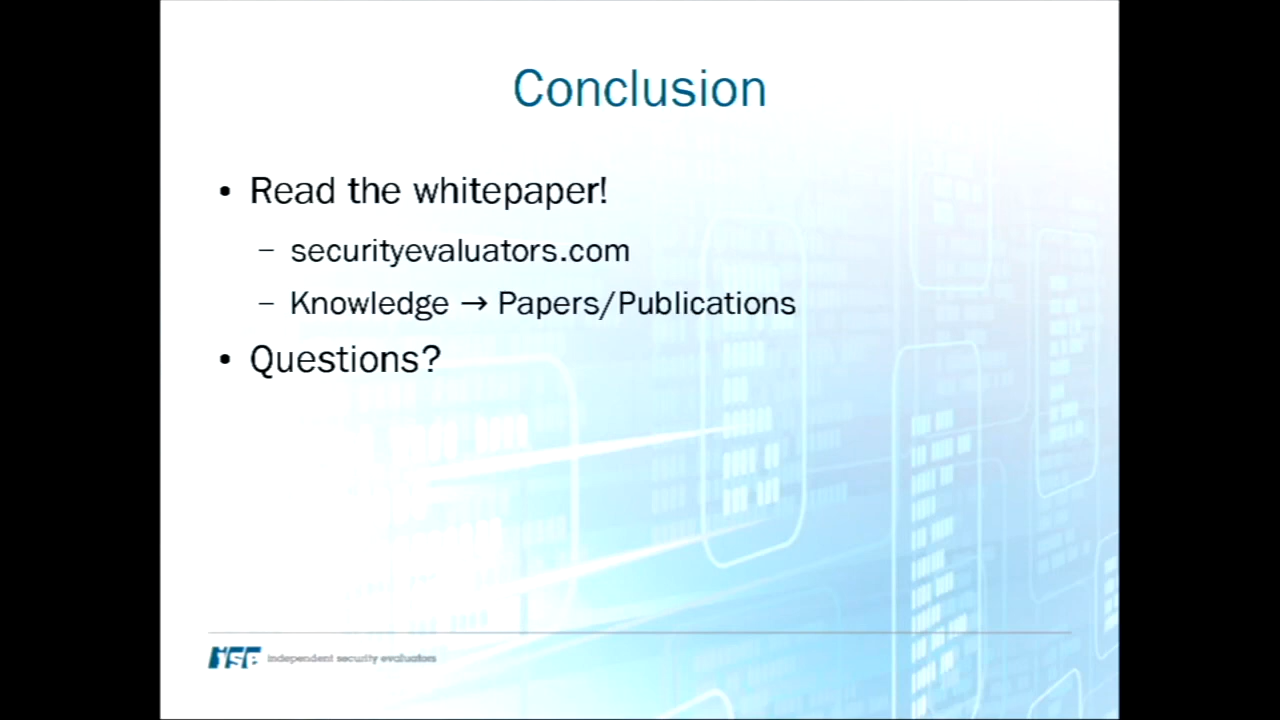 Conclusion
• Read the whitepaper!
– securityevaluators.com
– Knowledge → Papers/Publications
• Questions?
ise independent security evaluators